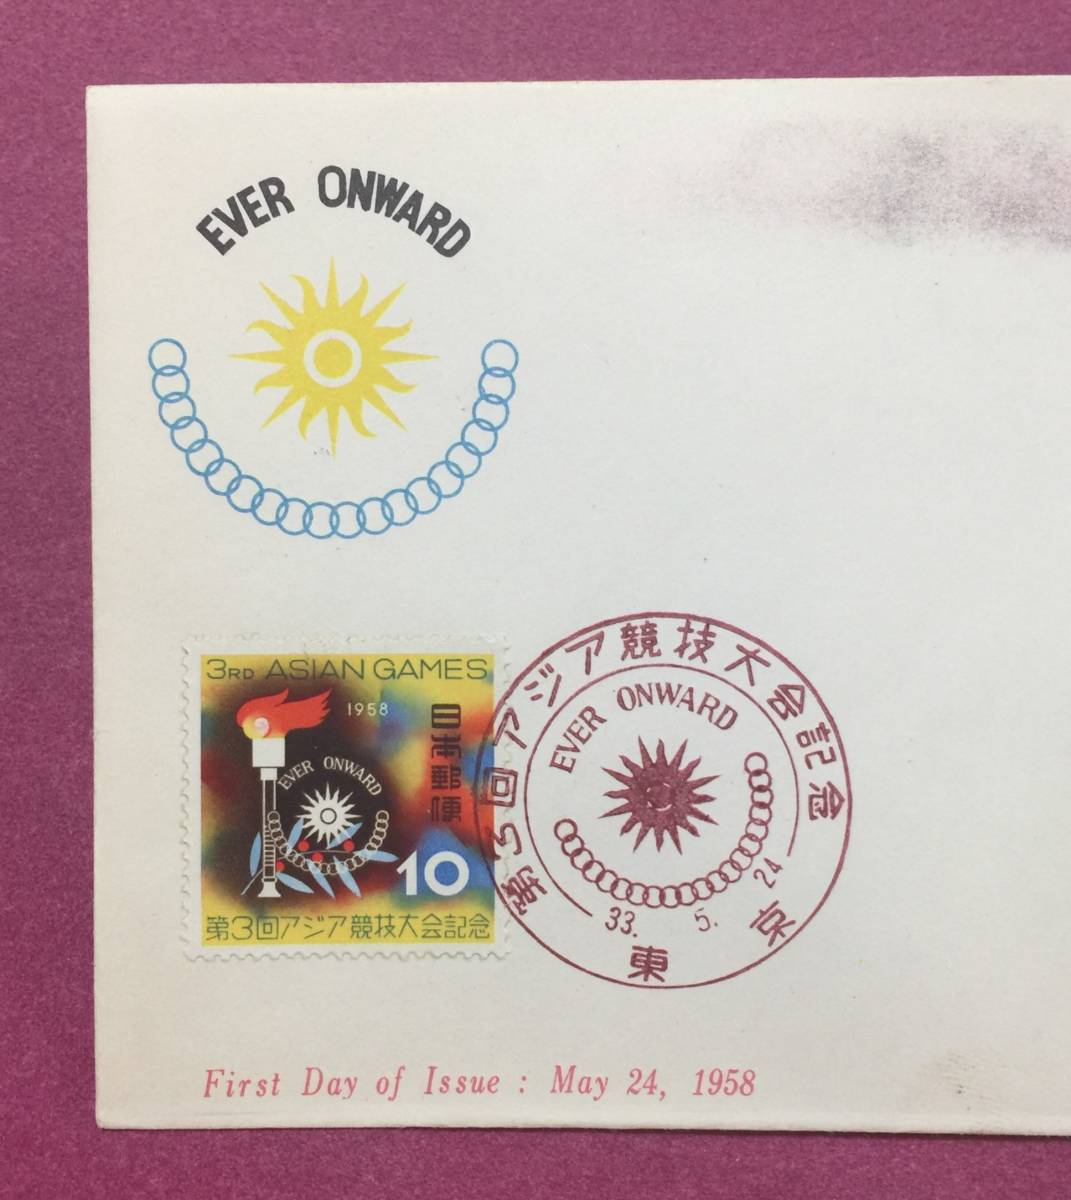 EVER ONWARD
3RD ASIAN GAMES
1958
日本郵便
EVER ONWARD
10
第3回アジア競技大会記念
第3回アジア競技大会記念
EVER ONWARD
33. 5. 24
東京
First Day of Issue : May 24, 1958